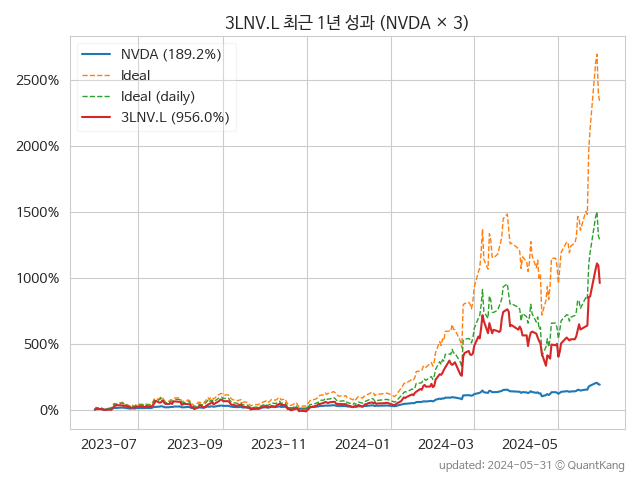 3LNV.L 최근 1년 성과 (NVDA × 3)
NVDA (189.2%)
Ideal
Ideal (daily)
3LNV.L (956.0%)
2500%
2000%
1500%
1000%
500%
0%
2023-07 2023-09 2023-11 2024-01 2024-03 2024-05
updated: 2024-05-31 © QuantKang